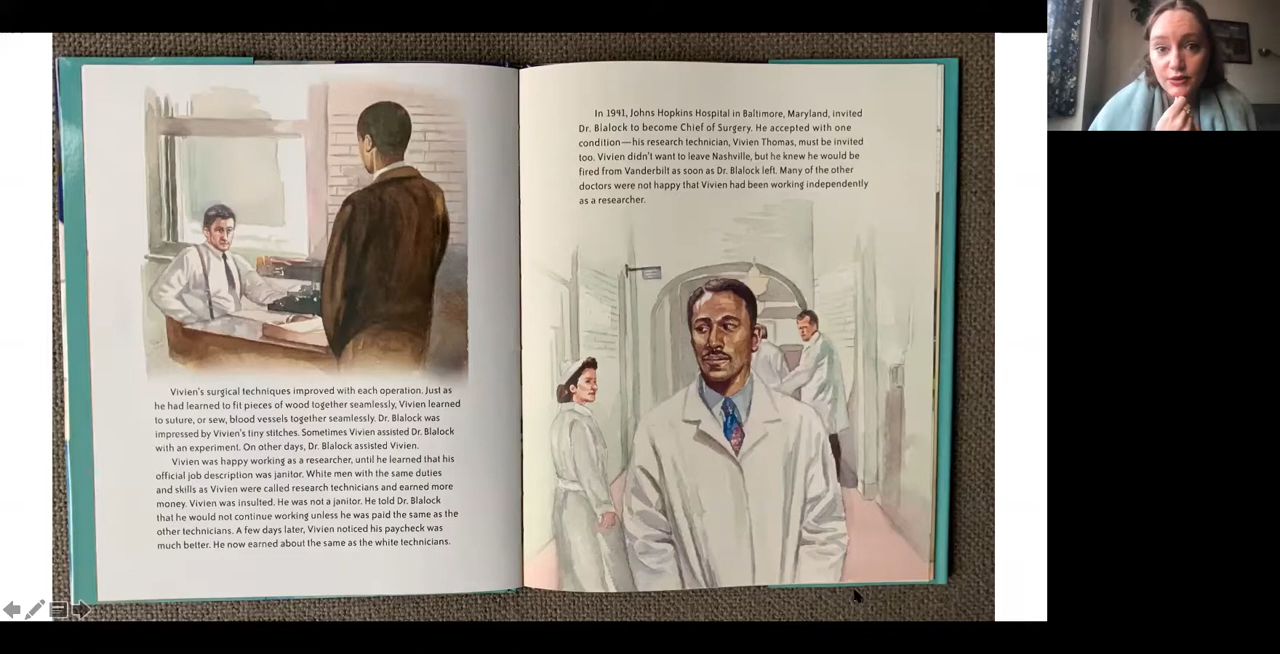 Vivien's surgical techniques improved with each operation. Just as
he had learned to fit pieces of wood together seamlessly, Vivien learned
to suture, or sew, blood vessels together seamlessly. Dr. Blalock was
impressed by Vivien's tiny stitches. Sometimes Vivien assisted Dr. Blalock
with an experiment. On other days, Dr. Blalock assisted Vivien.
Vivien was happy working as a researcher, until he learned that his
official job description was janitor. White men with the same duties
and skills as Vivien were called research technicians and earned more
money. Vivien was insulted. He was not a janitor. He told Dr. Blalock
that he would not continue working unless he was paid the same as the
other technicians. A few days later, Vivien noticed his paycheck was
much better. He now earned about the same as the white technicians.
In 1941, Johns Hopkins Hospital in Baltimore, Maryland, invited
Dr. Blalock to become Chief of Surgery. He accepted with one
condition—his research technician, Vivien Thomas, must be invited
too. Vivien didn't want to leave Nashville, but he knew he would be
fired from Vanderbilt as soon as Dr. Blalock left. Many of the other
doctors were not happy that Vivien had been working independently
as a researcher.